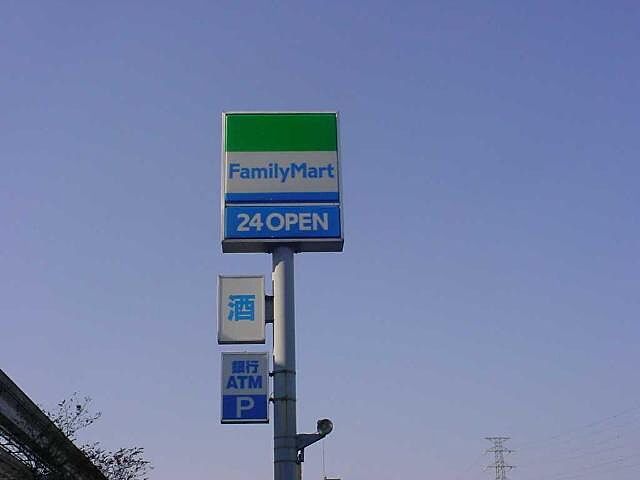 FamilyMart
24 OPEN
酒
銀行
ATM
P